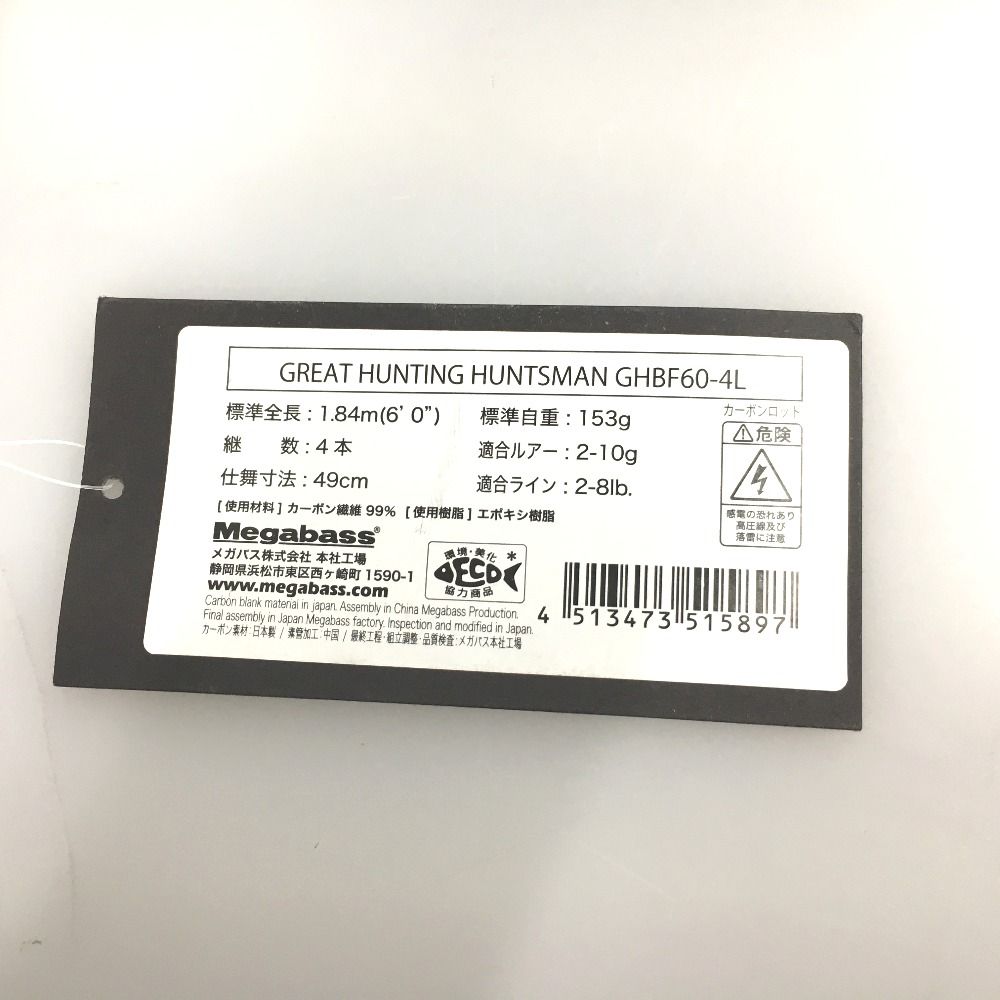 GREAT HUNTING HUNTSMAN GHBF60-4L
標準全長 : 1.84m(6’ 0”)
標準自重 : 153g
継 数 : 4 本
適合ルアー : 2-10g
仕舞寸法 : 49cm
適合ライン : 2-8lb.
[ 使用材料 ] カーボン繊維 99% [ 使用樹脂 ] エポキシ樹脂
カーボンロット
⚠危険
感電の恐れあり
高圧線及び
落雷に注意
Megabass®
メガバス株式会社 本社工場
静岡県浜松市東区西ヶ崎町 1590-1
www.megabass.com
環境・美化 *
ECO
協力商品
Carbon blank material in japan. Assembly in China Megabass Production.
Final assembly in Japan Megabass factory. Inspection and modified in Japan.
カーボン素材 : 日本製 / 素管加工 : 中国 / 最終工程・組立調整・品質検査 : メガバス本社工場
4 513473 515897